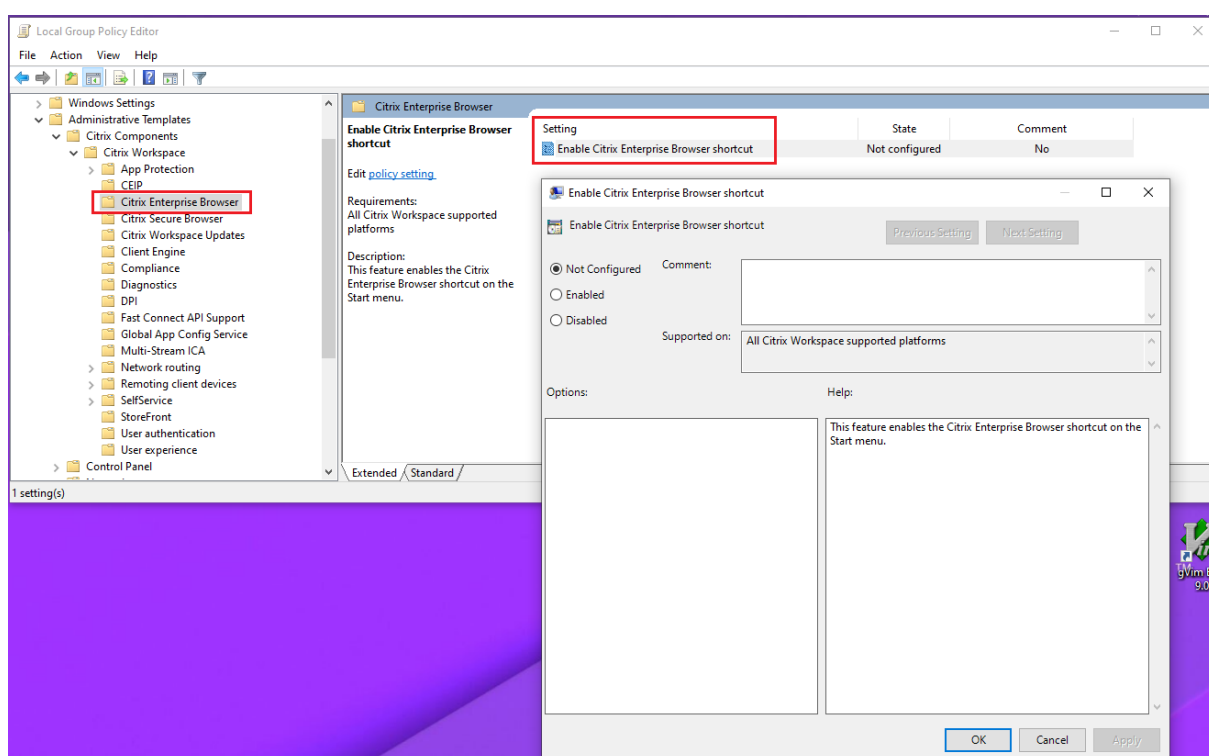 Local Group Policy Editor
File Action View Help
Windows Settings
Administrative Templates
Citrix Components
Citrix Workspace
App Protection
CEIP
Citrix Enterprise Browser
Citrix Secure Browser
Citrix Workspace Updates
Client Engine
Compliance
Diagnostics
DPI
Fast Connect API Support
Global App Config Service
Multi-Stream ICA
Network routing
Remoting client devices
SelfService
StoreFront
User authentication
User experience
Control Panel
1 setting(s)
Citrix Enterprise Browser
Enable Citrix Enterprise Browser
shortcut
Edit policy setting
Requirements:
All Citrix Workspace supported
platforms
Description:
This feature enables the Citrix
Enterprise Browser shortcut on the
Start menu.
Setting State Comment
Enable Citrix Enterprise Browser shortcut Not configured No
Extended Standard
Enable Citrix Enterprise Browser shortcut
Enable Citrix Enterprise Browser shortcut
Previous Setting Next Setting
Not Configured
Enabled
Disabled
Comment:
Supported on:
All Citrix Workspace supported platforms
Options:
Help:
This feature enables the Citrix Enterprise Browser shortcut on the
Start menu.
OK Cancel Apply
gVim
9.0